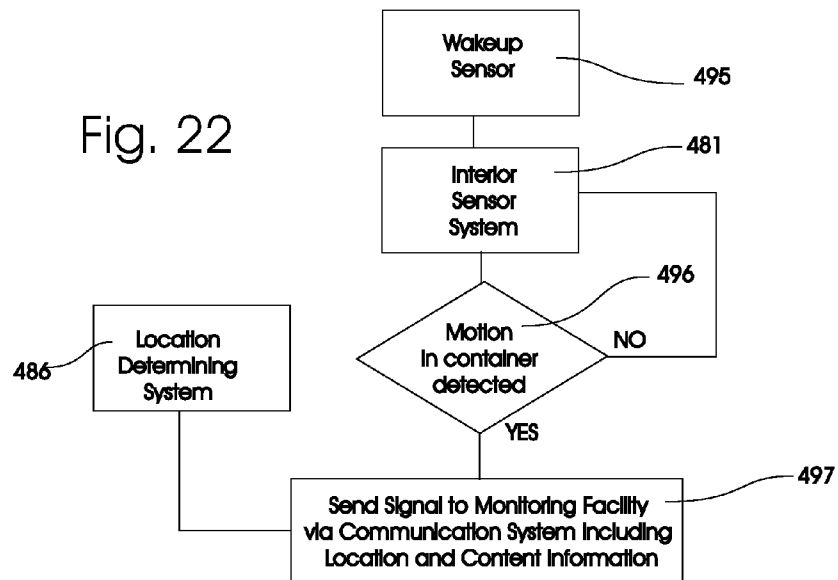 Wakeup
Sensor
495
Fig. 22
481
Interior
Sensor
System
496
Motion
in container
detected
NO
Location
Determining
System
486
YES
497
Send Signal to Monitoring Facility
via Communication System including
Location and Content Information